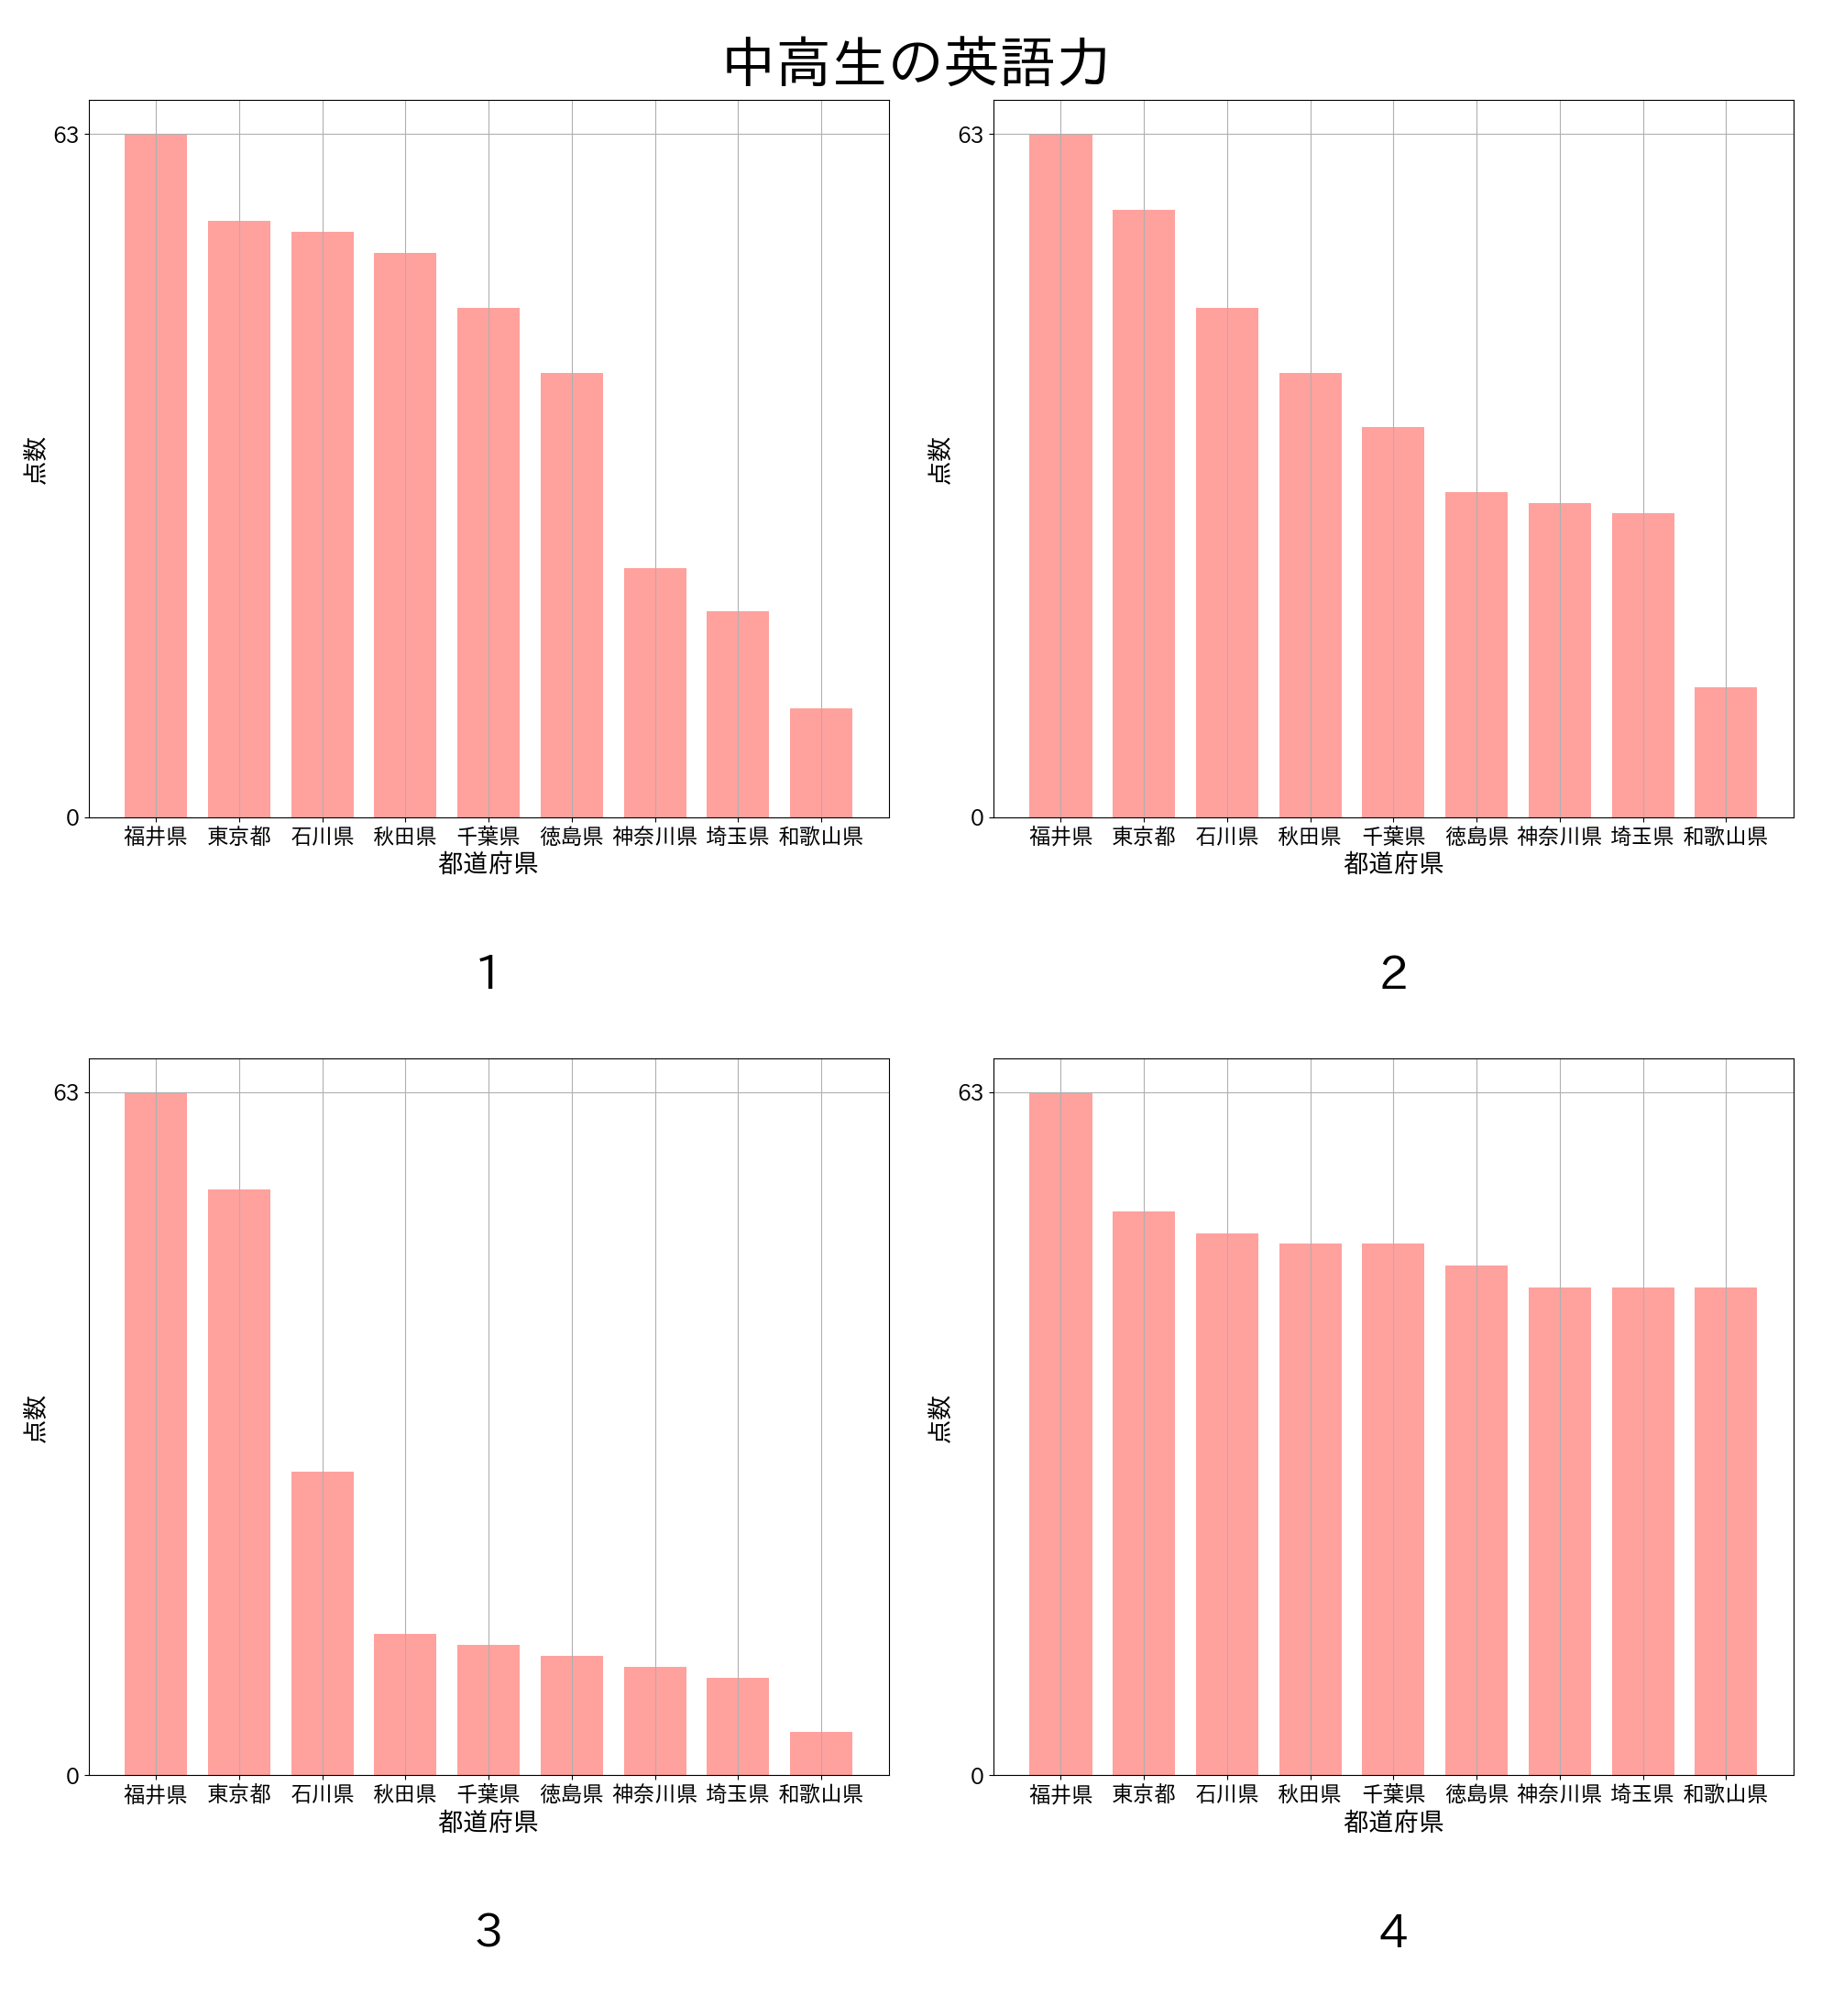 中高生の英語力
63
0
点数
福井県 東京都 石川県 秋田県 千葉県 徳島県 神奈川県 埼玉県 和歌山県
都道府県
1
63
0
点数
福井県 東京都 石川県 秋田県 千葉県 徳島県 神奈川県 埼玉県 和歌山県
都道府県
2
63
0
点数
福井県 東京都 石川県 秋田県 千葉県 徳島県 神奈川県 埼玉県 和歌山県
都道府県
3
63
0
点数
福井県 東京都 石川県 秋田県 千葉県 徳島県 神奈川県 埼玉県 和歌山県
都道府県
4